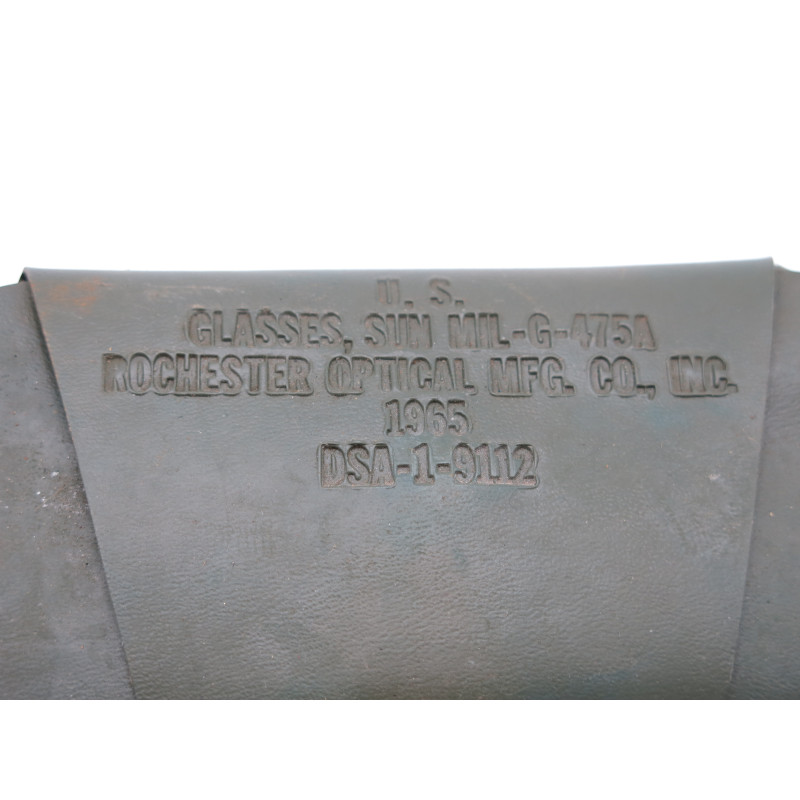 U. S.
GLASSES, SUN MIL-G-475A
ROCHESTER OPTICAL MFG. CO., INC.
1965
DSA-1-9112